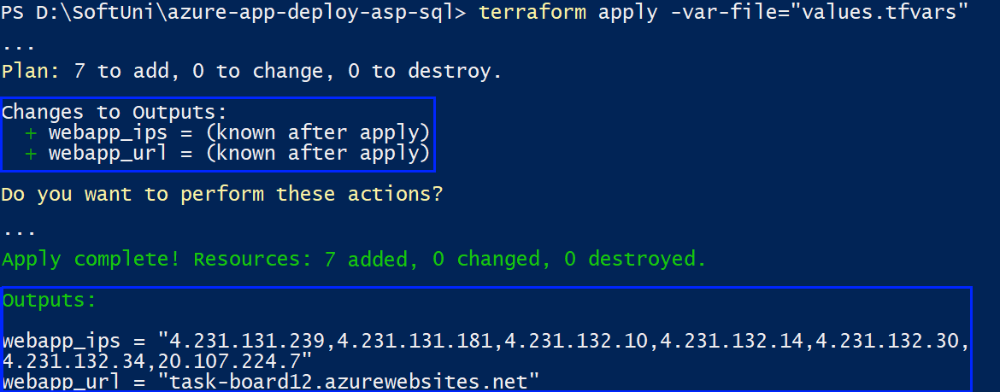 PS D:\SoftUni\azure-app-deploy-asp-sql> terraform apply -var-file="values.tfvars"
...
Plan: 7 to add, 0 to change, 0 to destroy.
Changes to Outputs:
  + webapp_ips = (known after apply)
  + webapp_url = (known after apply)
Do you want to perform these actions?
...
Apply complete! Resources: 7 added, 0 changed, 0 destroyed.
Outputs:
webapp_ips = "4.231.131.239,4.231.131.181,4.231.132.10,4.231.132.14,4.231.132.30,
4.231.132.34,20.107.224.7"
webapp_url = "task-board12.azurewebsites.net"